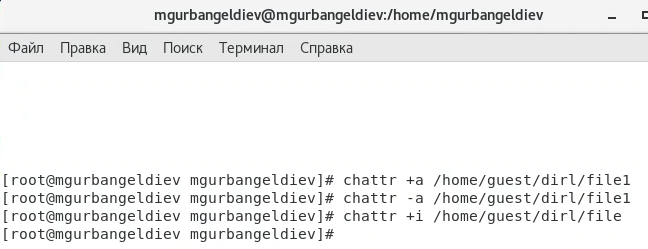 mgurbangeldiev@mgurbangeldiev:/home/mgurbangeldiev
Файл Правка Вид Поиск Терминал Справка
[root@mgurbangeldiev mgurbangeldiev]# chattr +a /home/guest/dirl/file1
[root@mgurbangeldiev mgurbangeldiev]# chattr -a /home/guest/dirl/file1
[root@mgurbangeldiev mgurbangeldiev]# chattr +i /home/guest/dirl/file
[root@mgurbangeldiev mgurbangeldiev]#